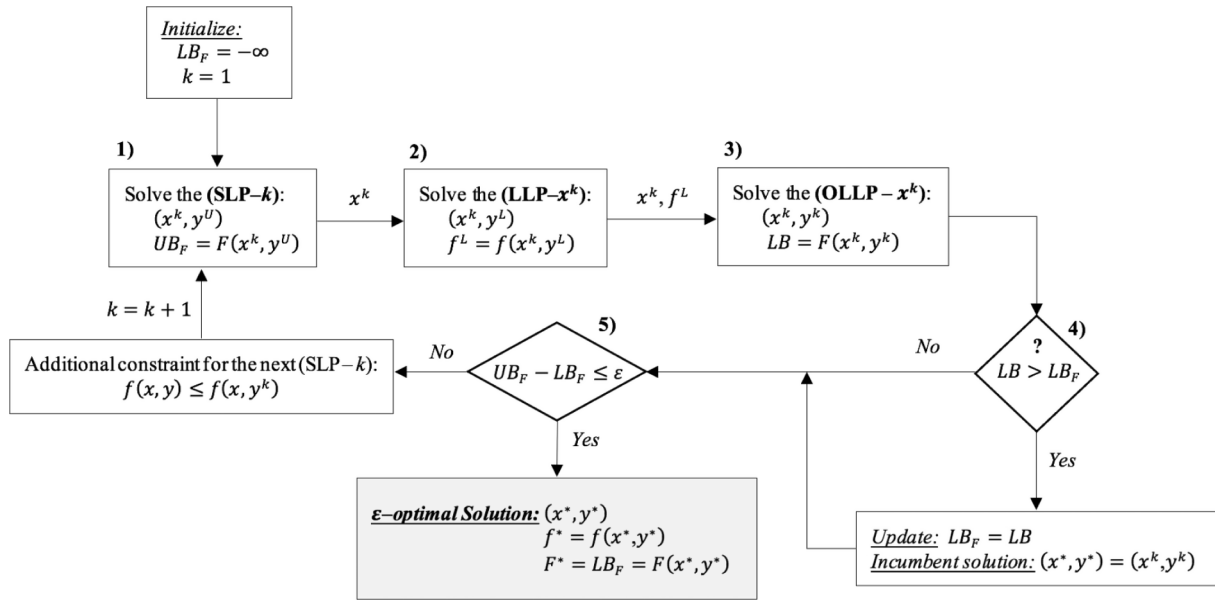 Initialize:
LB_F = −∞
k = 1
1)
Solve the (SLP–k):
(x^k, y^U)
UB_F = F(x^k, y^U)
x^k
2)
Solve the (LLP–x^k):
(x^k, y^L)
f^L = f(x^k, y^L)
x^k, f^L
3)
Solve the (OLLP – x^k):
(x^k, y^k)
LB = F(x^k, y^k)
4)
?
LB > LB_F
No
Yes
Update: LB_F = LB
Incumbent solution: (x*, y*) = (x^k, y^k)
5)
UB_F − LB_F ≤ ε
No
Yes
Additional constraint for the next (SLP–k):
f(x, y) ≤ f(x, y^k)
k = k + 1
ε–optimal Solution: (x*, y*)
f* = f(x*, y*)
F* = LB_F = F(x*, y*)